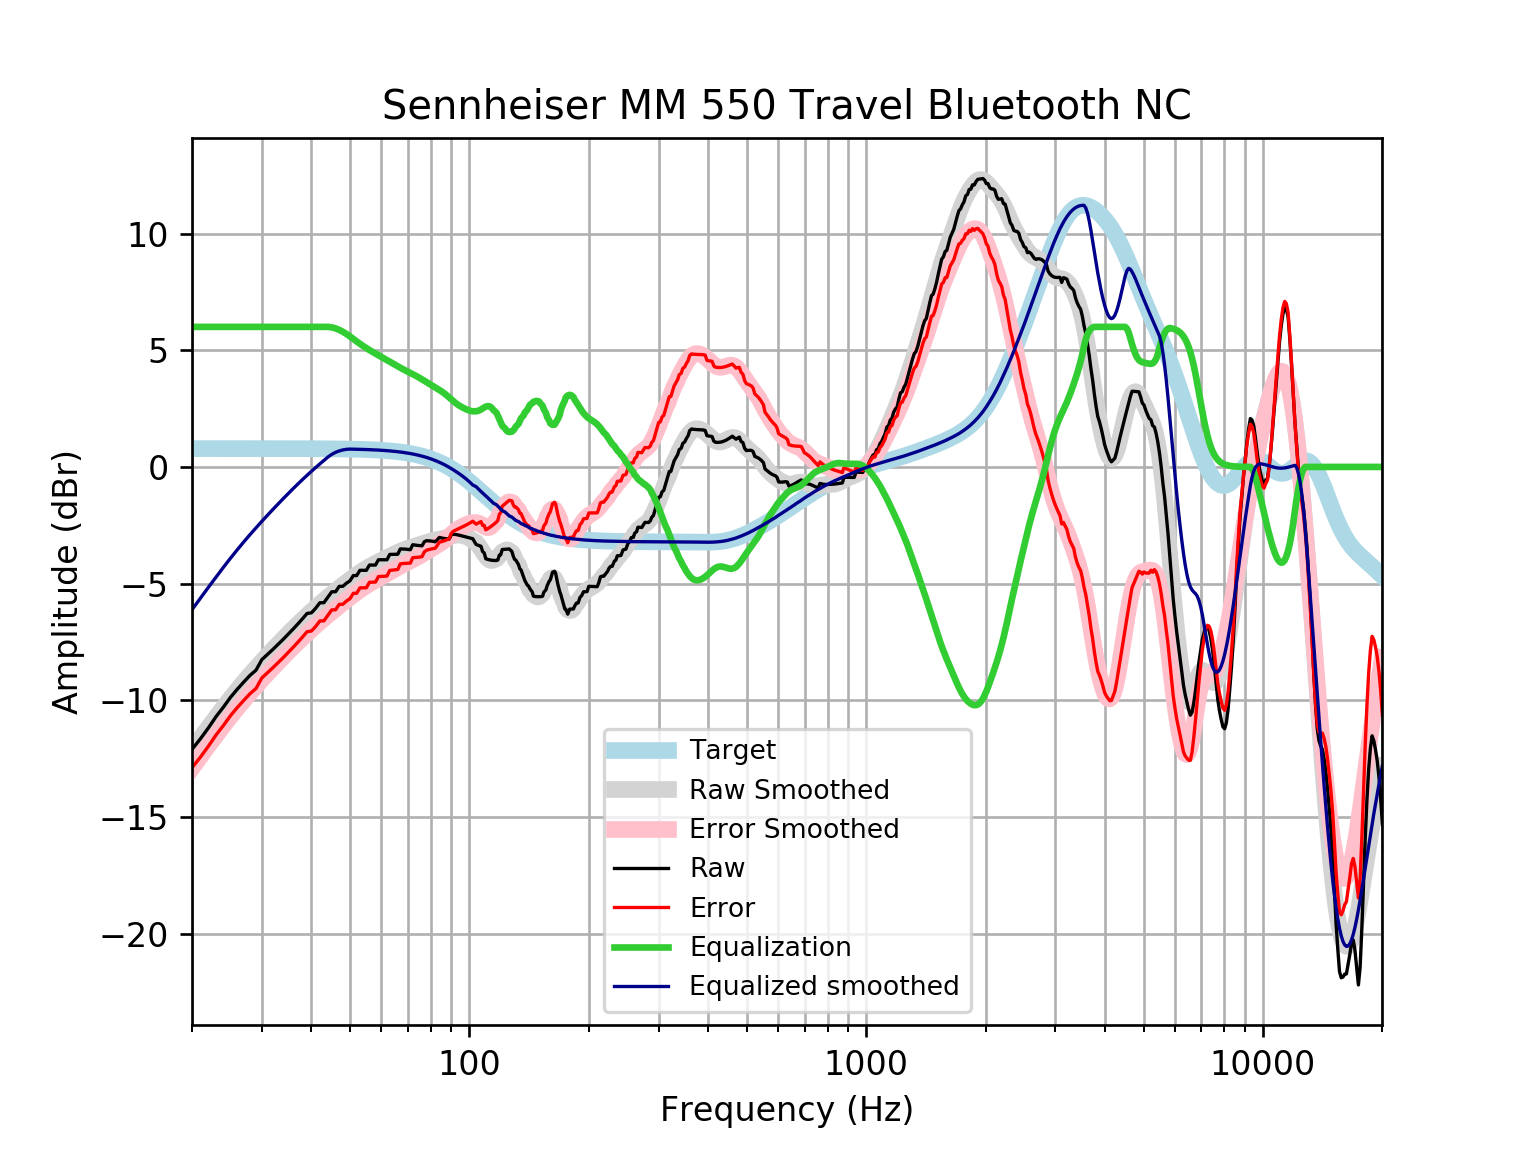 Sennheiser MM 550 Travel Bluetooth NC
Amplitude (dBr)
10
5
0
−5
−10
−15
−20
Target
Raw Smoothed
Error Smoothed
Raw
Error
Equalization
Equalized smoothed
100
1000
10000
Frequency (Hz)